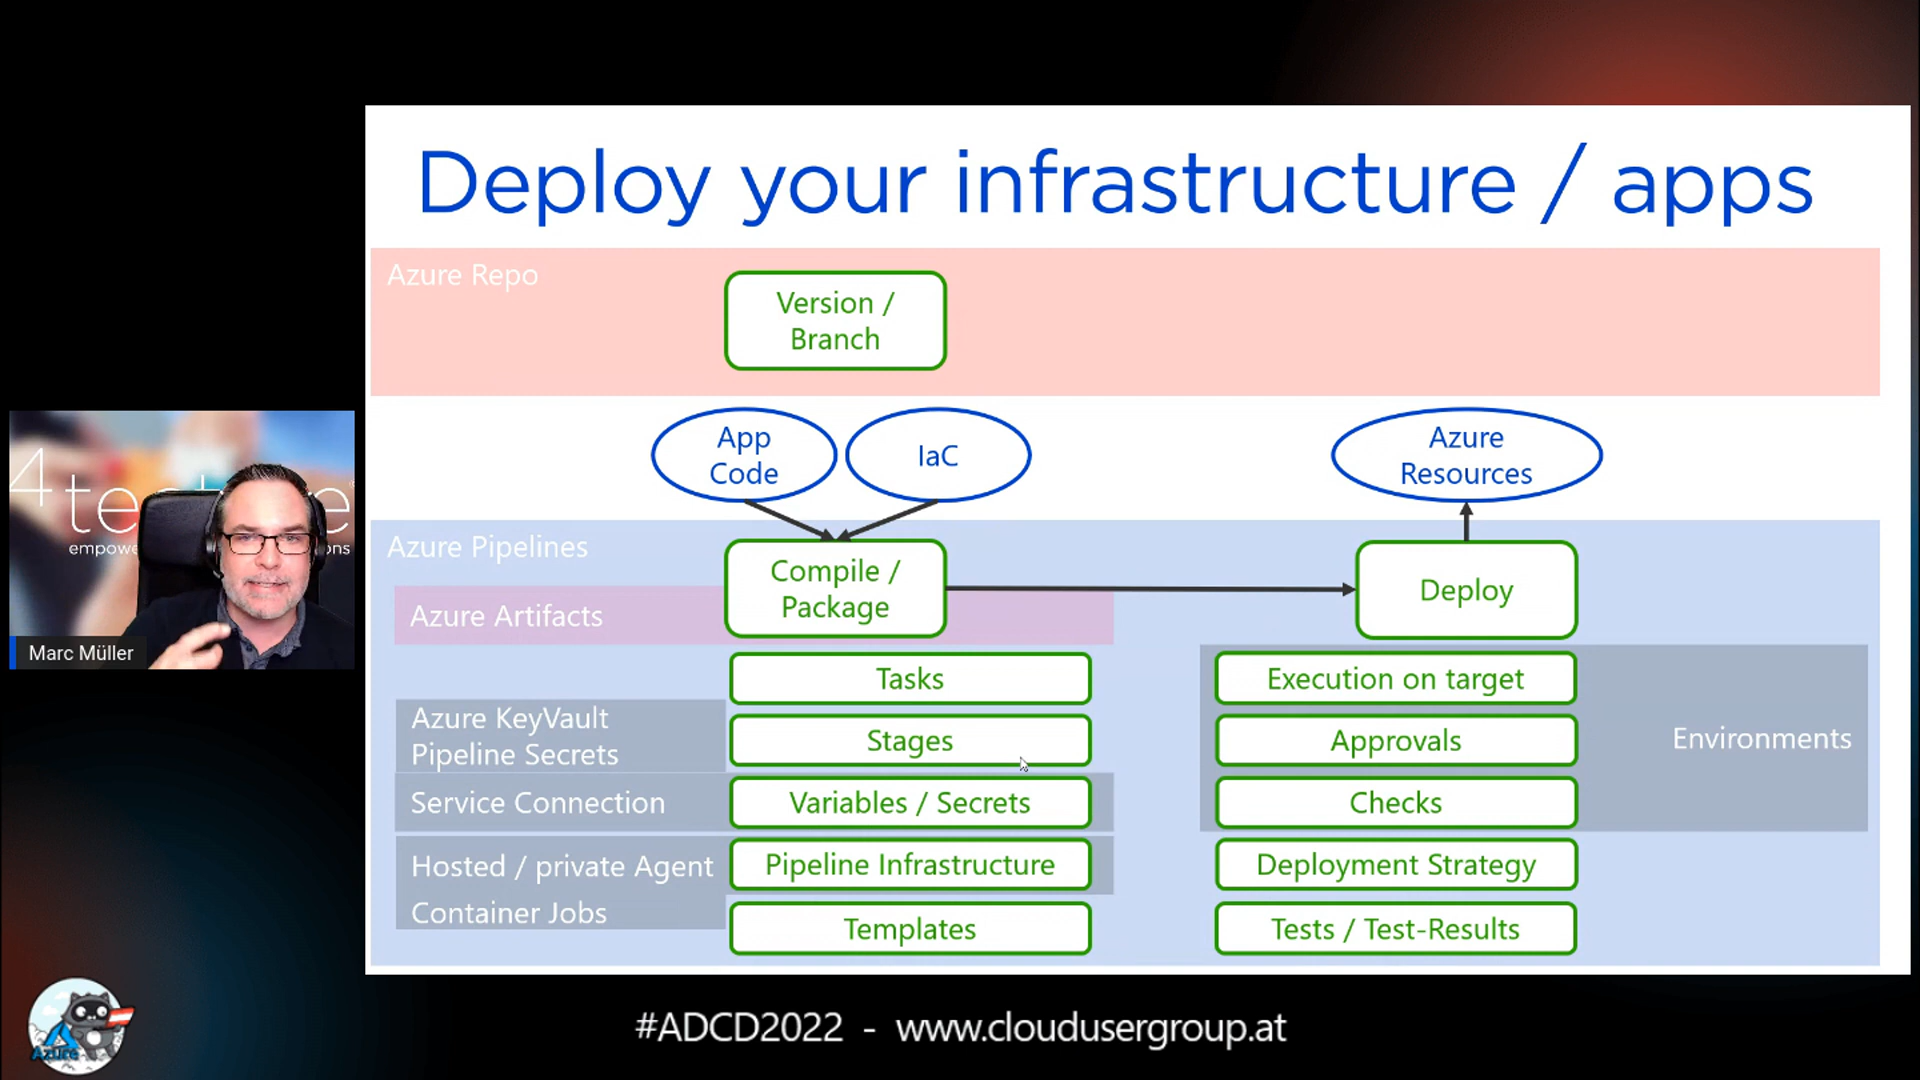 Deploy your infrastructure / apps
Azure Repo
Version /
Branch
App
Code
IaC
Azure
Resources
Azure Pipelines
Compile /
Package
Deploy
Azure Artifacts
Tasks
Execution on target
Azure KeyVault
Pipeline Secrets
Stages
Approvals
Environments
Service Connection
Variables / Secrets
Checks
Hosted / private Agent
Pipeline Infrastructure
Deployment Strategy
Container Jobs
Templates
Tests / Test-Results
Marc Müller
Azure
#ADCD2022 - www.cloudusergroup.at